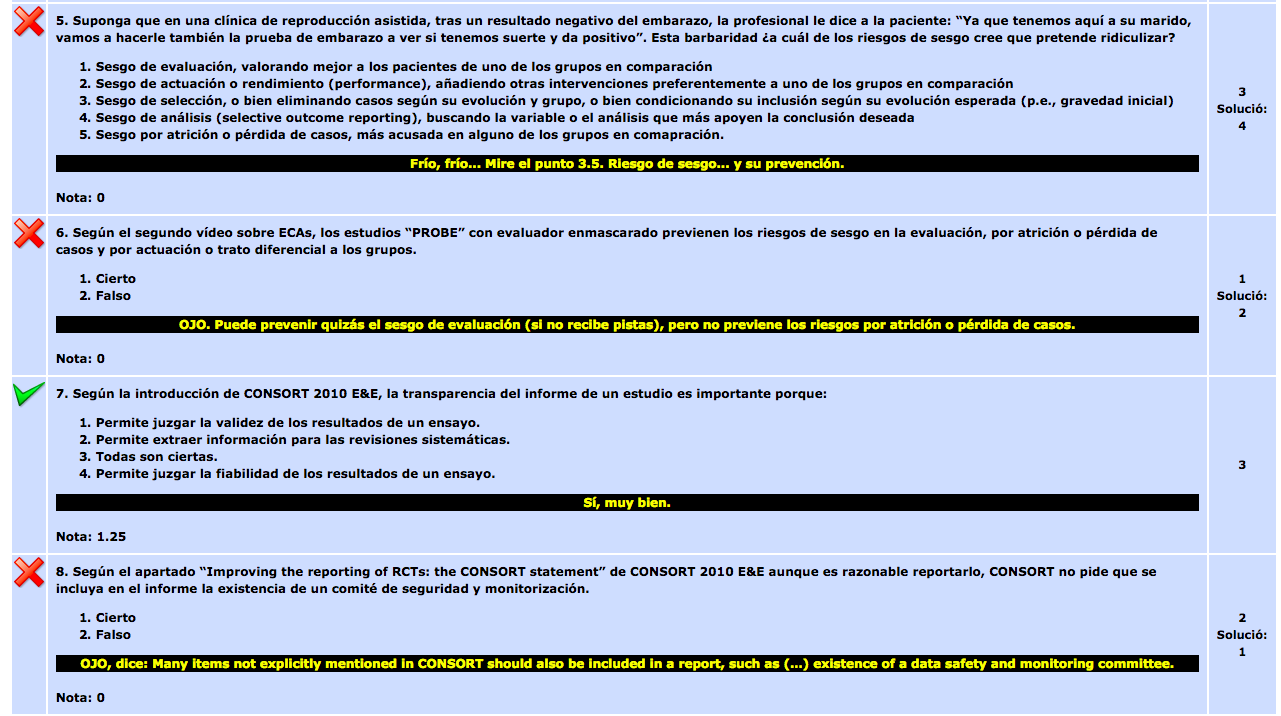 5. Suponga que en una clínica de reproducción asistida, tras un resultado negativo del embarazo, la profesional le dice a la paciente: “Ya que tenemos aquí a su marido,
vamos a hacerle también la prueba de embarazo a ver si tenemos suerte y da positivo”. Esta barbaridad ¿a cuál de los riesgos de sesgo cree que pretende ridiculizar?
1. Sesgo de evaluación, valorando mejor a los pacientes de uno de los grupos en comparación
2. Sesgo de actuación o rendimiento (performance), añadiendo otras intervenciones preferentemente a uno de los grupos en comparación
3. Sesgo de selección, o bien eliminando casos según su evolución y grupo, o bien condicionando su inclusión según su evolución esperada (p.e., gravedad inicial)
4. Sesgo de análisis (selective outcome reporting), buscando la variable o el análisis que más apoyen la conclusión deseada
5. Sesgo por atrición o pérdida de casos, más acusada en alguno de los grupos en comapración.
Frío, frío... Mire el punto 3.5. Riesgo de sesgo... y su prevención.
Nota: 0
3
Solució:
4
6. Según el segundo vídeo sobre ECAs, los estudios “PROBE” con evaluador enmascarado previenen los riesgos de sesgo en la evaluación, por atrición o pérdida de
casos y por actuación o trato diferencial a los grupos.
1. Cierto
2. Falso
OJO. Puede prevenir quizás el sesgo de evaluación (si no recibe pistas), pero no previene los riesgos por atrición o pérdida de casos.
Nota: 0
1
Solució:
2
7. Según la introducción de CONSORT 2010 E&E, la transparencia del informe de un estudio es importante porque:
1. Permite juzgar la validez de los resultados de un ensayo.
2. Permite extraer información para las revisiones sistemáticas.
3. Todas son ciertas.
4. Permite juzgar la fiabilidad de los resultados de un ensayo.
Sí, muy bien.
Nota: 1.25
3
8. Según el apartado “Improving the reporting of RCTs: the CONSORT statement” de CONSORT 2010 E&E aunque es razonable reportarlo, CONSORT no pide que se
incluya en el informe la existencia de un comité de seguridad y monitorización.
1. Cierto
2. Falso
OJO, dice: Many items not explicitly mentioned in CONSORT should also be included in a report, such as (...) existence of a data safety and monitoring committee.
Nota: 0
2
Solució:
1